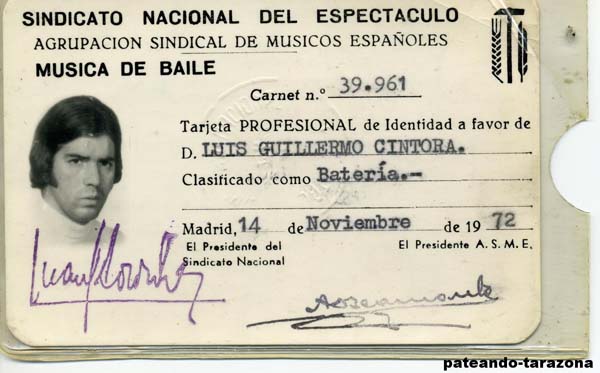 SINDICATO NACIONAL DEL ESPECTACULO
AGRUPACION SINDICAL DE MUSICOS ESPAÑOLES
MUSICA DE BAILE
Carnet n.º 39.961
Tarjeta PROFESIONAL de Identidad a favor de
D. LUIS GUILLERMO CINTORA.
Clasificado como Batería.-
Madrid, 14 de Noviembre de 19 72
El Presidente del
Sindicato Nacional
El Presidente A. S. M. E.
pateando-tarazona